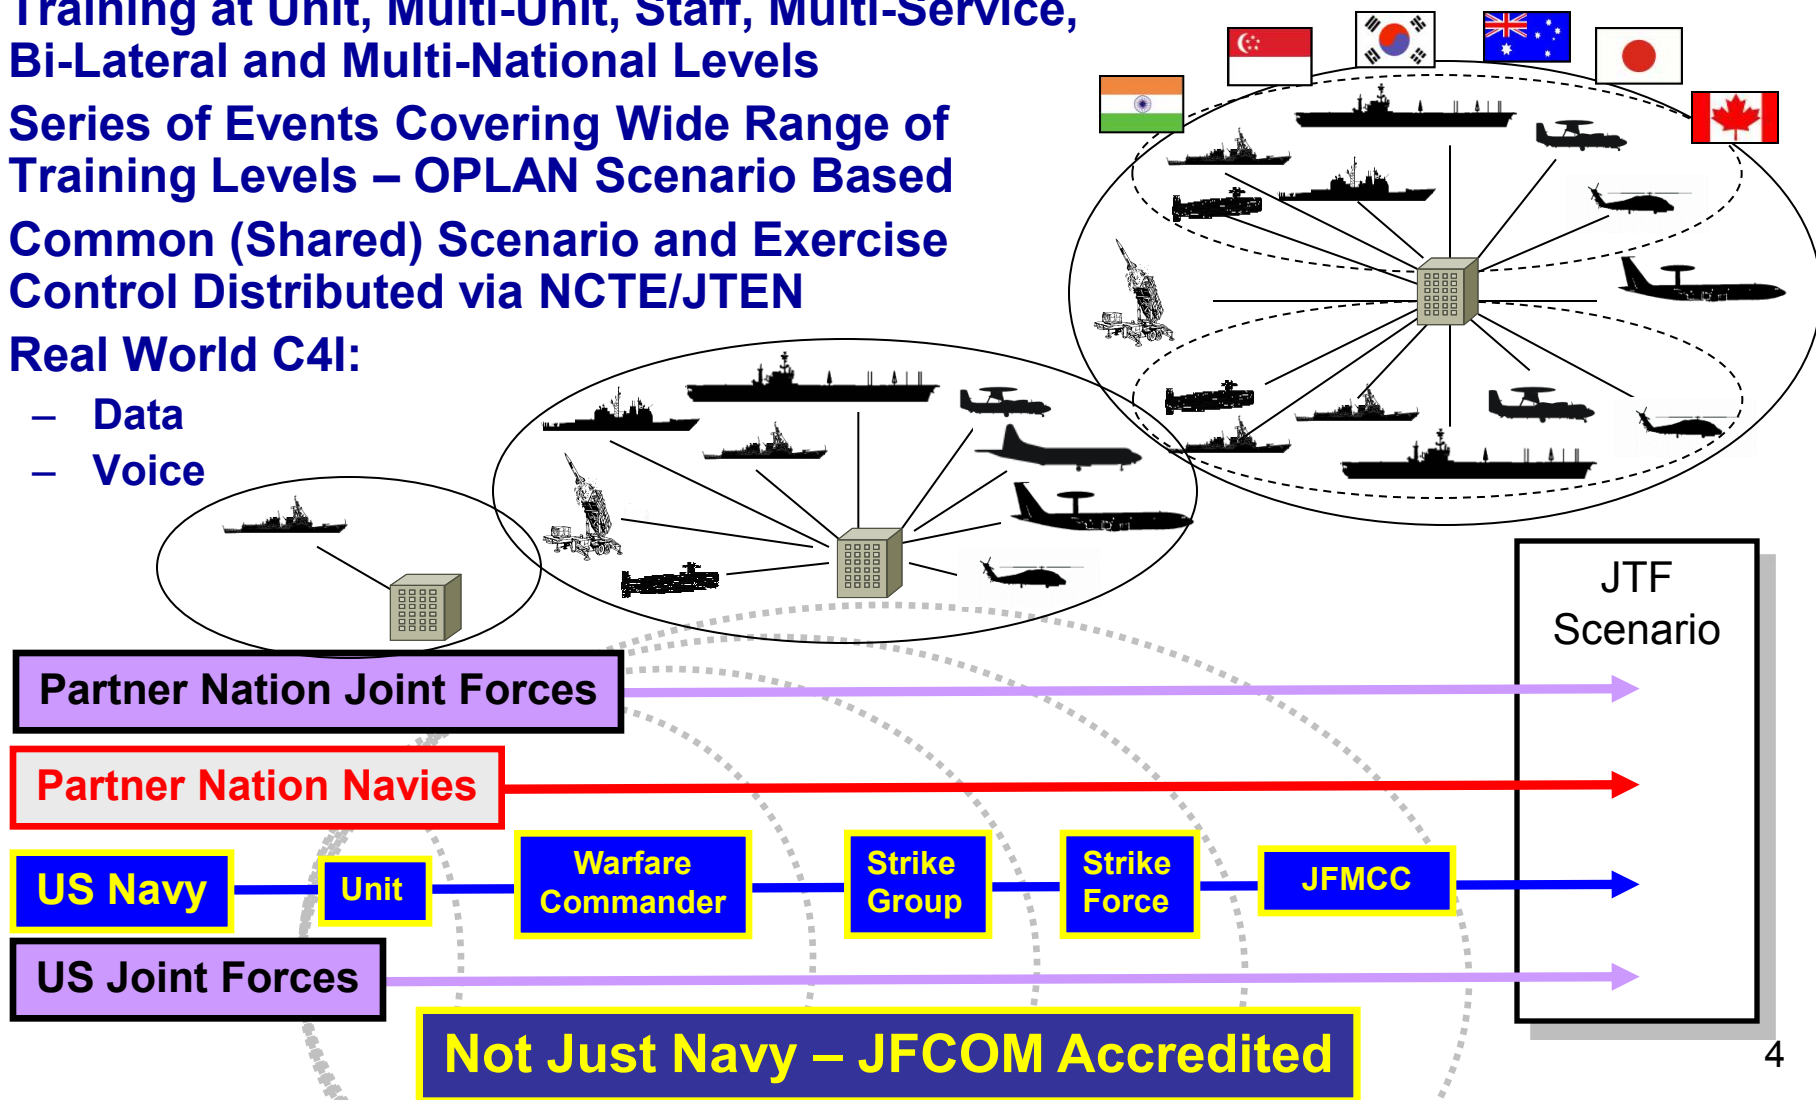 Training at Unit, Multi-Unit, Staff, Multi-Service,
Bi-Lateral and Multi-National Levels
Series of Events Covering Wide Range of
Training Levels – OPLAN Scenario Based
Common (Shared) Scenario and Exercise
Control Distributed via NCTE/JTEN
Real World C4I:
– Data
– Voice
JTF
Scenario
Partner Nation Joint Forces
Partner Nation Navies
US Navy
Unit
Warfare
Commander
Strike
Group
Strike
Force
JFMCC
US Joint Forces
Not Just Navy – JFCOM Accredited
4